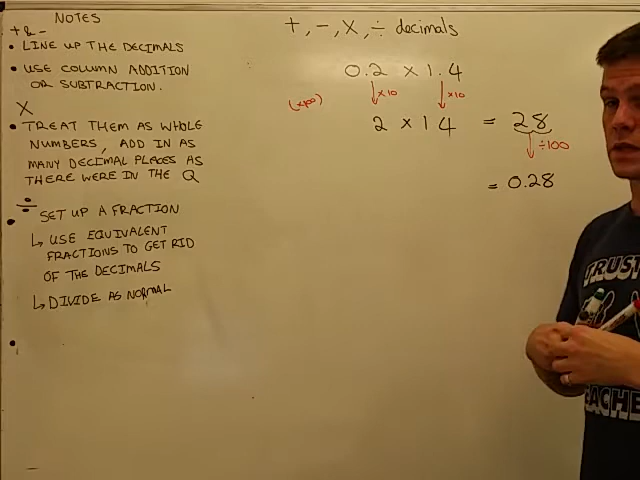 NOTES
+ & -
• LINE UP THE DECIMALS
• USE COLUMN ADDITION
OR SUBTRACTION.
X
• TREAT THEM AS WHOLE
NUMBERS, ADD IN AS
MANY DECIMAL PLACES AS
THERE WERE IN THE Q
÷
• SET UP A FRACTION
↳ USE EQUIVALENT
FRACTIONS TO GET RID
OF THE DECIMALS
↳ DIVIDE AS NORMAL
+, -, X, ÷ decimals
0.2 × 1.4
(×100) ×10 ×10
2 × 14 = 28
÷100
= 0.28
TRUST
TEACHE